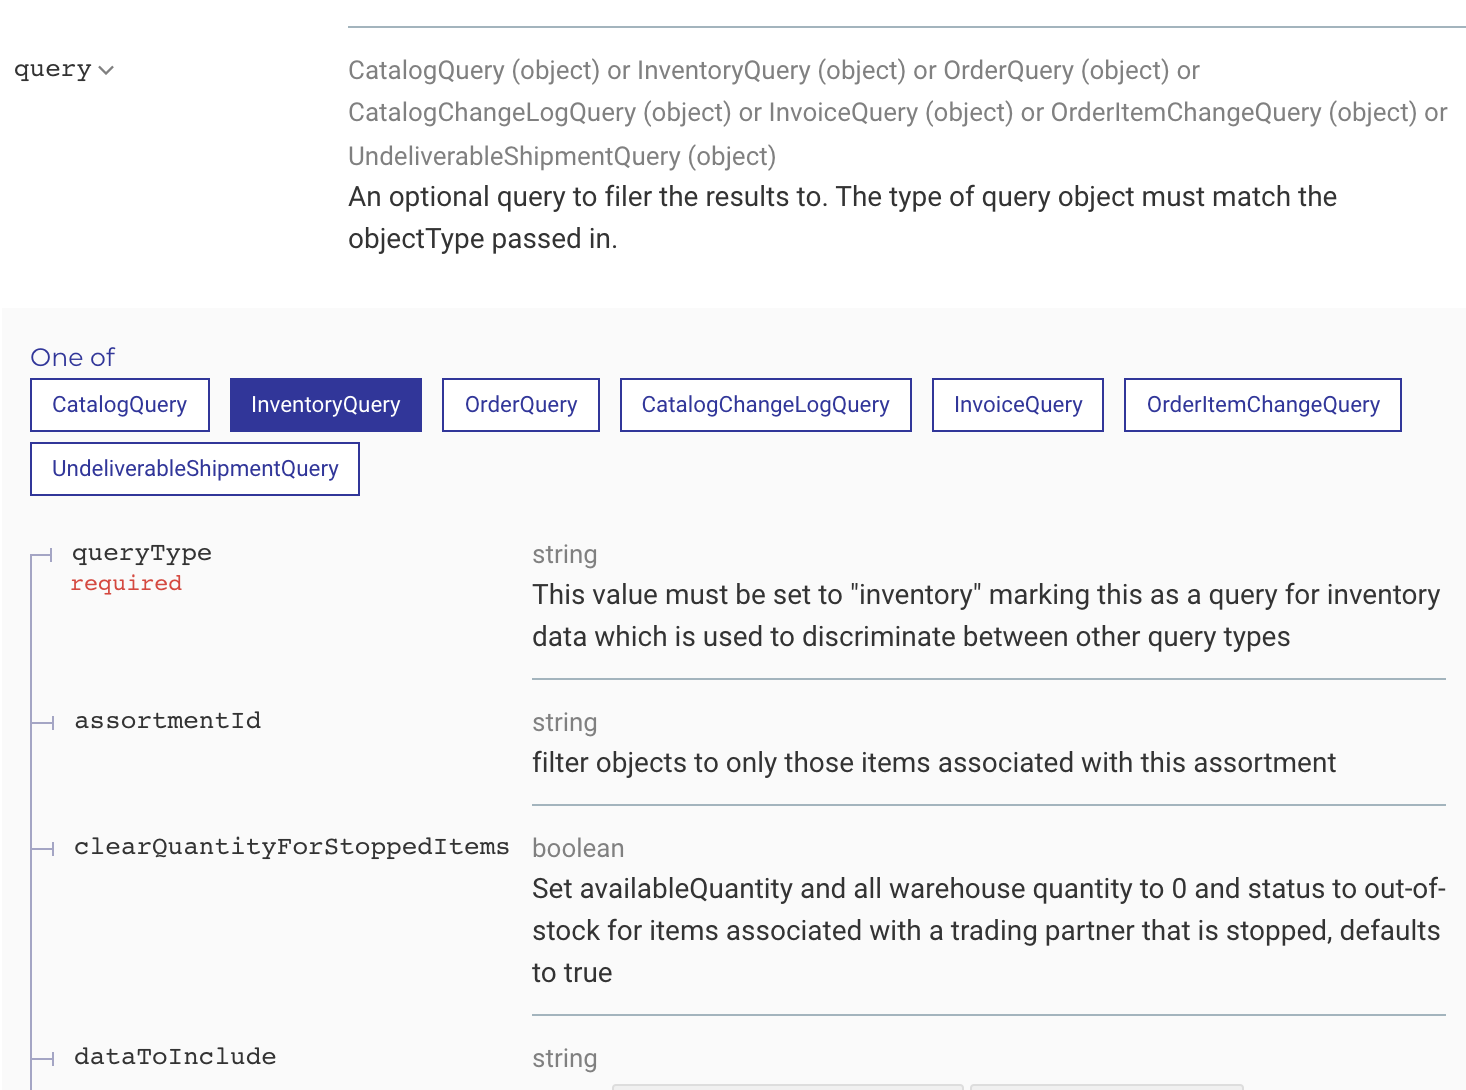 query
CatalogQuery (object) or InventoryQuery (object) or OrderQuery (object) or
CatalogChangeLogQuery (object) or InvoiceQuery (object) or OrderItemChangeQuery (object) or
UndeliverableShipmentQuery (object)
An optional query to filer the results to. The type of query object must match the
objectType passed in.
One of
CatalogQuery InventoryQuery OrderQuery CatalogChangeLogQuery InvoiceQuery OrderItemChangeQuery
UndeliverableShipmentQuery
queryType string
required
This value must be set to "inventory" marking this as a query for inventory
data which is used to discriminate between other query types
assortmentId string
filter objects to only those items associated with this assortment
clearQuantityForStoppedItems boolean
Set availableQuantity and all warehouse quantity to 0 and status to out-of-
stock for items associated with a trading partner that is stopped, defaults
to true
dataToInclude string